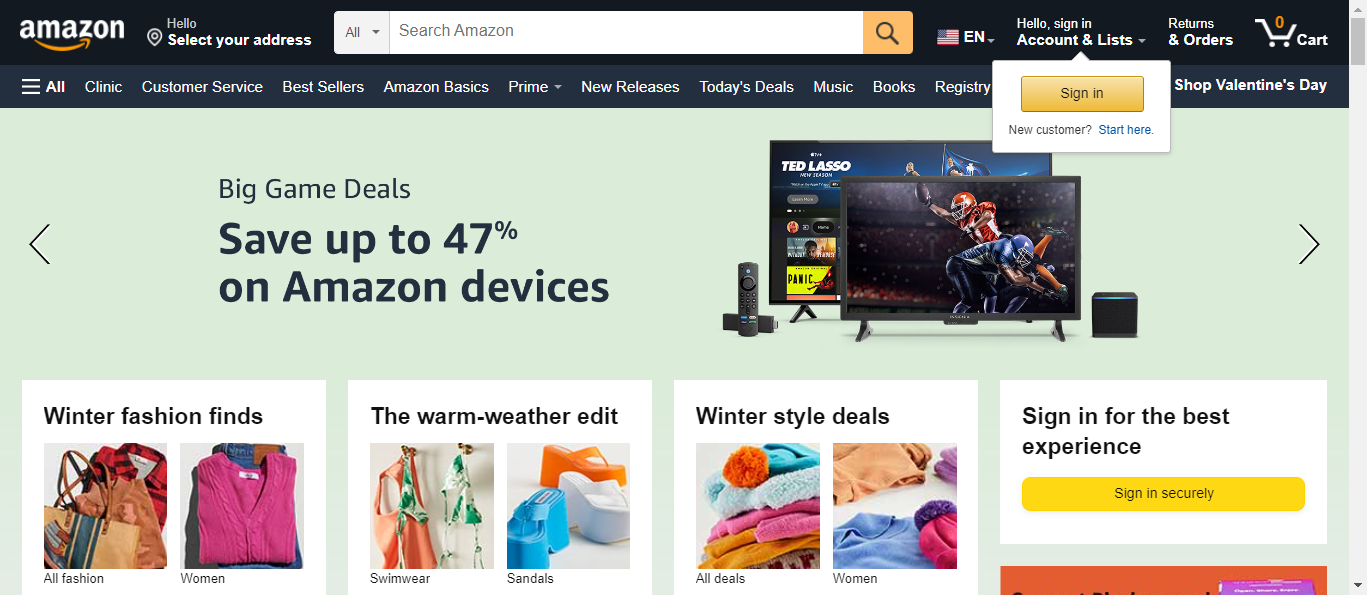 amazon
Hello
Select your address
All
Search Amazon
EN
Hello, sign in
Account & Lists
Returns
& Orders
0
Cart
All
Clinic
Customer Service
Best Sellers
Amazon Basics
Prime
New Releases
Today's Deals
Music
Books
Registry
Shop Valentine's Day
Sign in
New customer? Start here.
Big Game Deals
Save up to 47%
on Amazon devices
TED LASSO
NEW SEASON
Learn More
Home
PANIC
Winter fashion finds
All fashion
Women
The warm-weather edit
Swimwear
Sandals
Winter style deals
All deals
Women
Sign in for the best
experience
Sign in securely